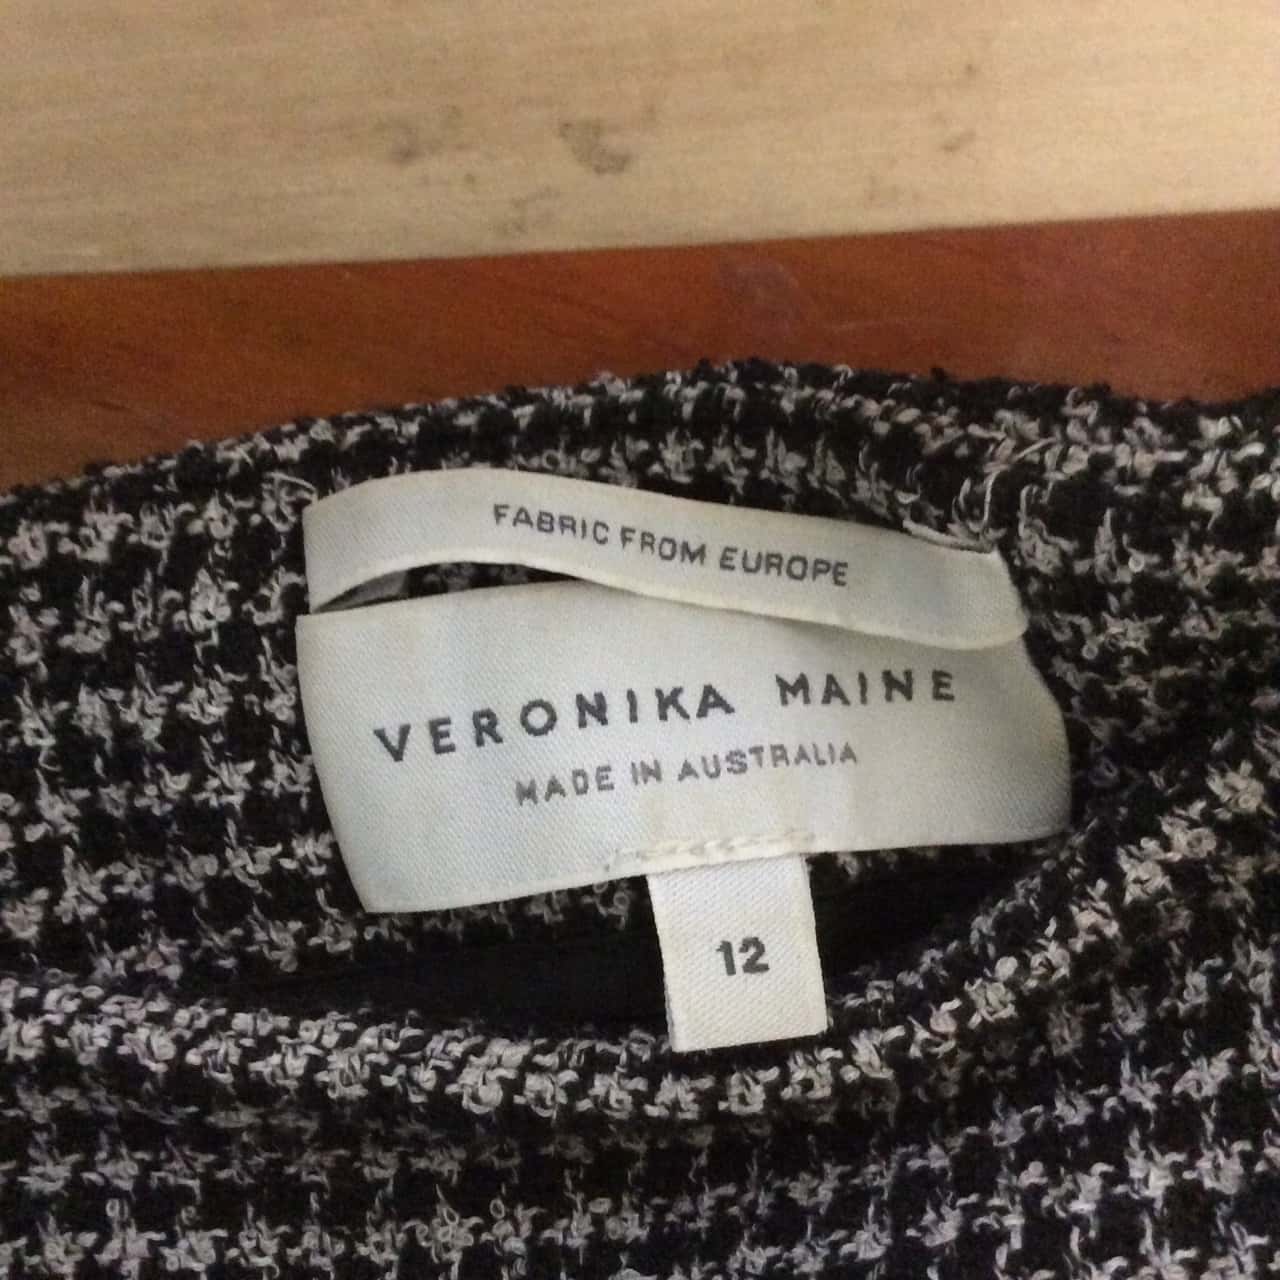 FABRIC FROM EUROPE
VERONIKA MAINE
MADE IN AUSTRALIA
12